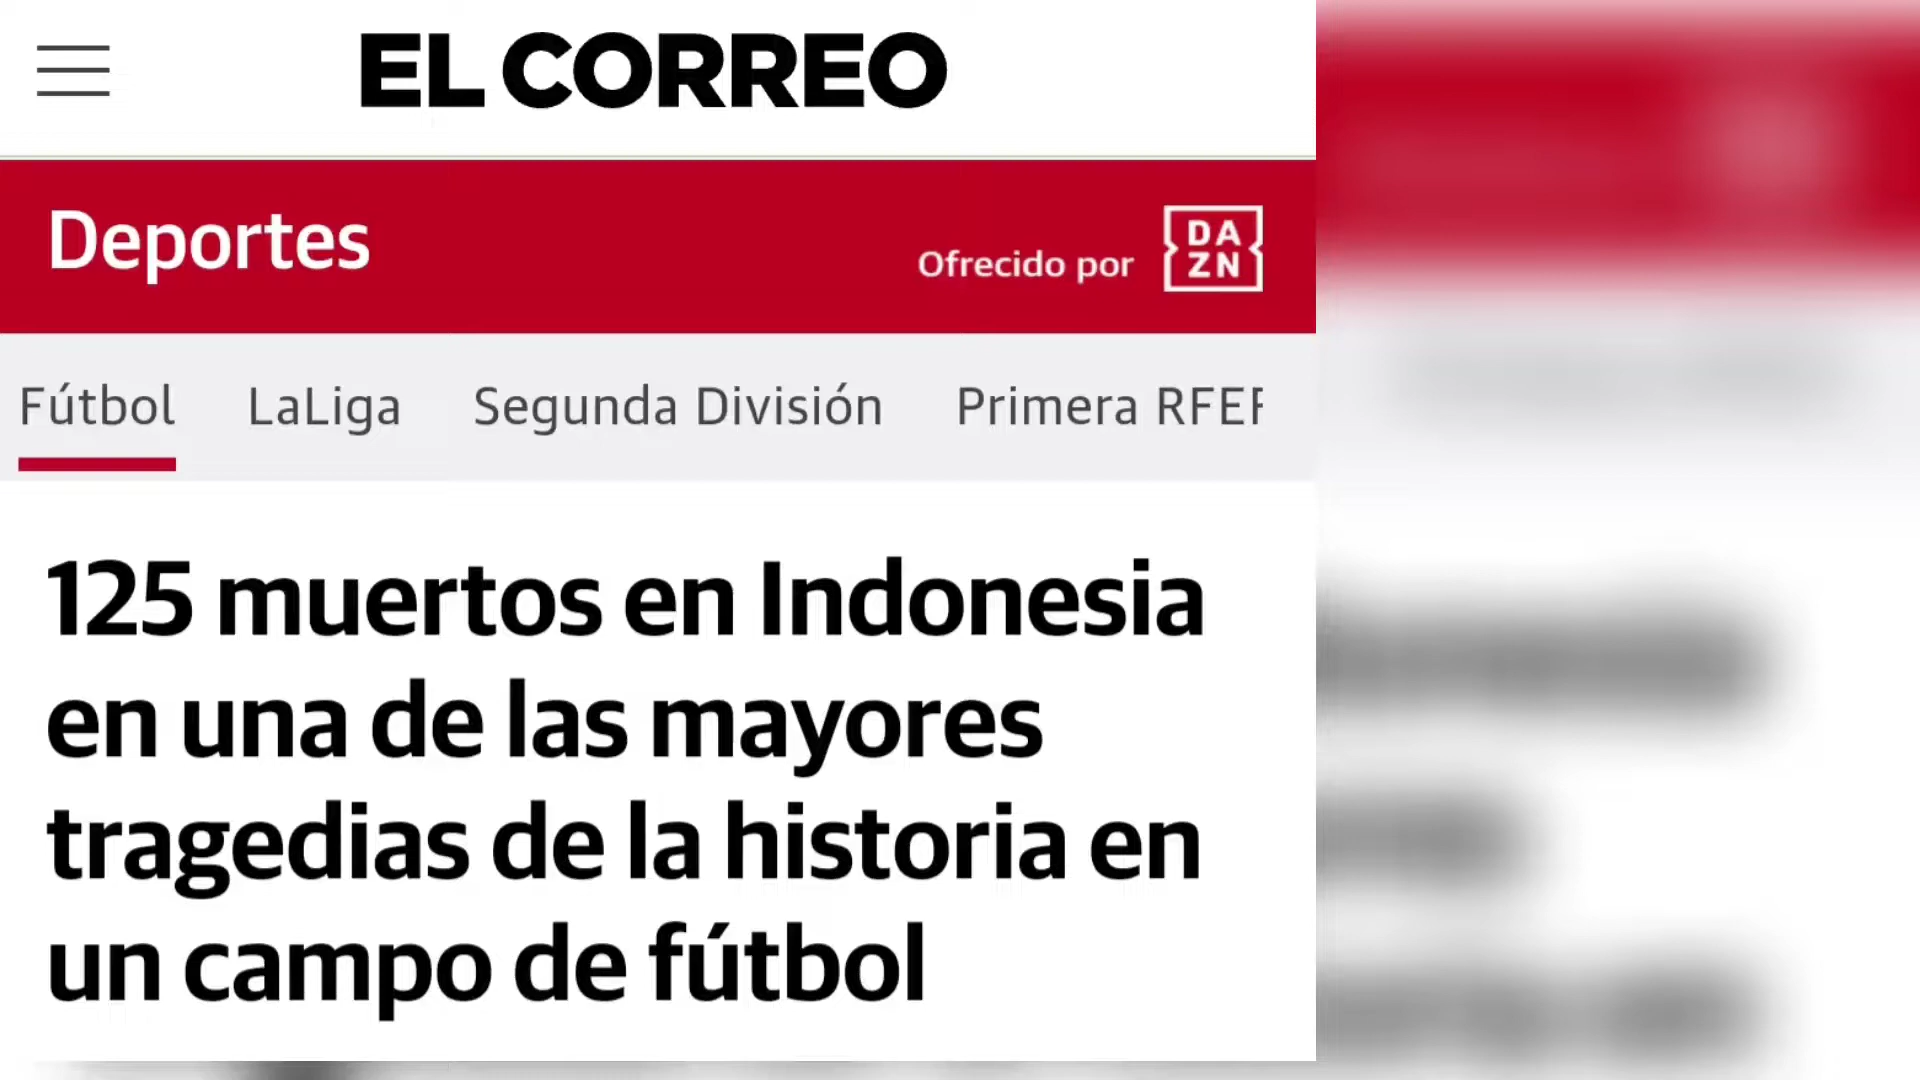 EL CORREO
Deportes
Ofrecido por
DA
ZN
Fútbol LaLiga Segunda División Primera RFEF
125 muertos en Indonesia
en una de las mayores
tragedias de la historia en
un campo de fútbol